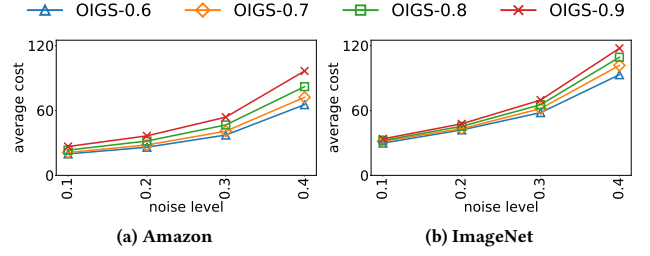 OIGS-0.6 OIGS-0.7 OIGS-0.8 OIGS-0.9
average cost
120
60
0
0.1 0.2 0.3 0.4
noise level
(a) Amazon
average cost
120
60
0
0.1 0.2 0.3 0.4
noise level
(b) ImageNet